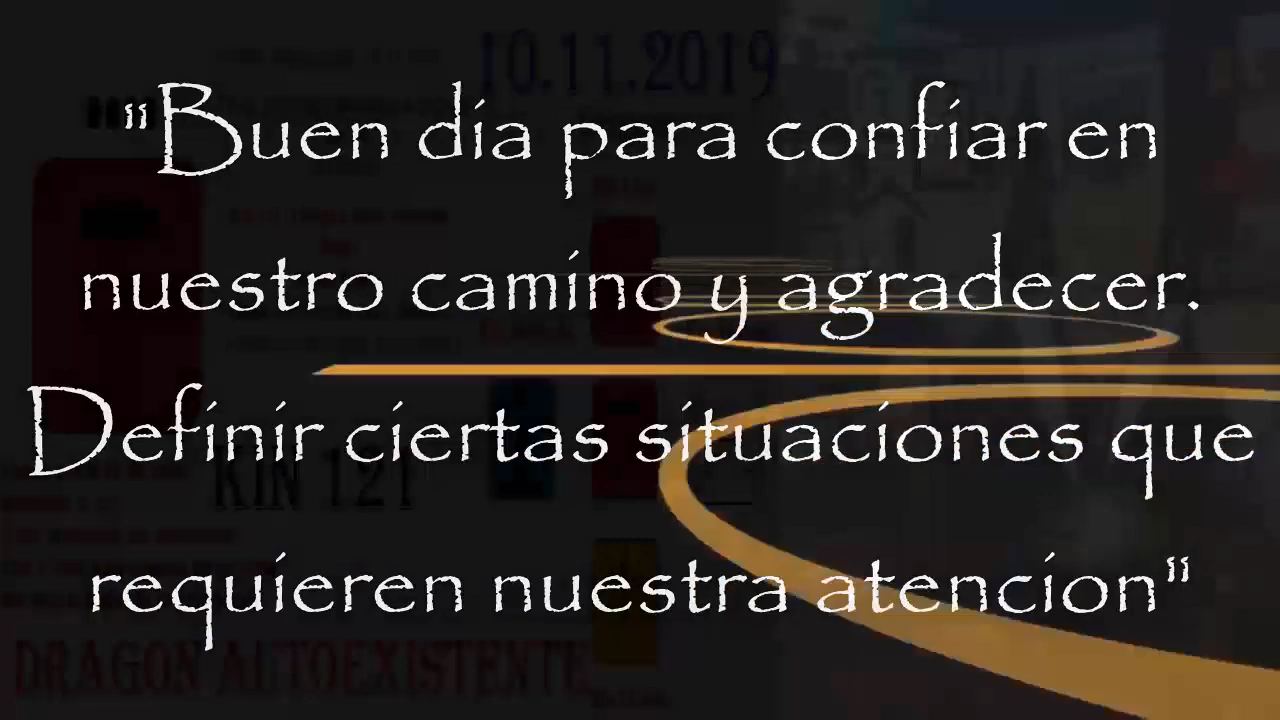 10.11.2019
"Buen día para confiar en
nuestro camino y agradecer.
Definir ciertas situaciones que
KIN 121
requieren nuestra atencion"
DRAGON AUTOEXISTENTE